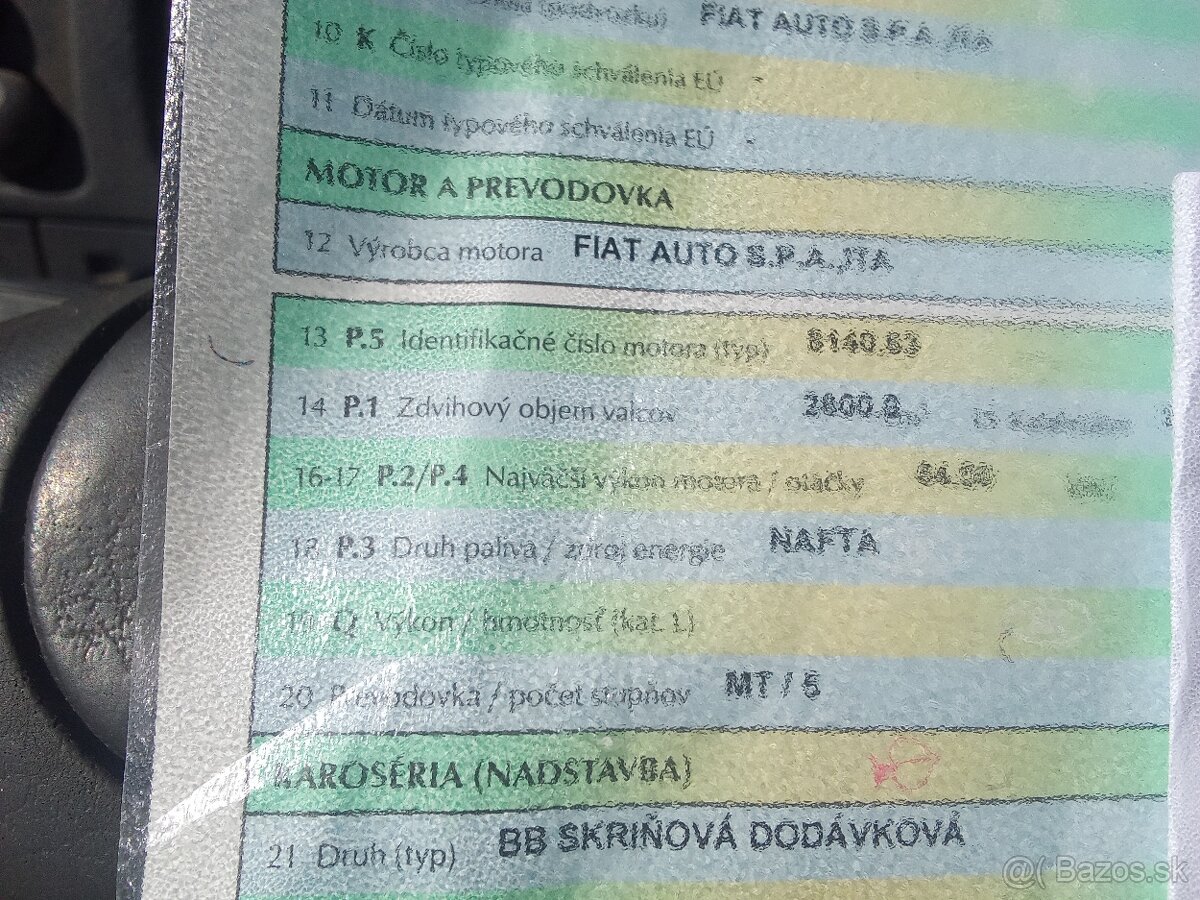 FIAT AUTO S.P.A.,ITA
10 K Číslo typového schválenia EÚ -
11 Dátum typového schválenia EÚ -
MOTOR A PREVODOVKA
12 Výrobca motora FIAT AUTO S.P.A.,ITA
13 P.5 Identifikačné číslo motora (typ) 8140.63
14 P.1 Zdvihový objem valcov
16-17 P.2/P.4 Najväčší výkon motora / otáčky
18 P.3 Druh paliva / zdroj energie NAFTA
19 Q Výkon / hmotnosť (kat. L)
20 Prevodovka / počet stupňov MT / 5
KAROSÉRIA (NADSTAVBA)
21 Druh (typ) BB SKRIŇOVÁ DODÁVKOVÁ
@( Bazos.sk